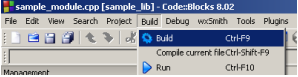 sample_module.cpp [sample_lib] - Code::Blocks 8.02
File Edit View Search Project Build Debug wxSmith Tools Plugins
Build Ctrl-F9
Compile current file Ctrl-Shift-F9
Run Ctrl-F10
Management